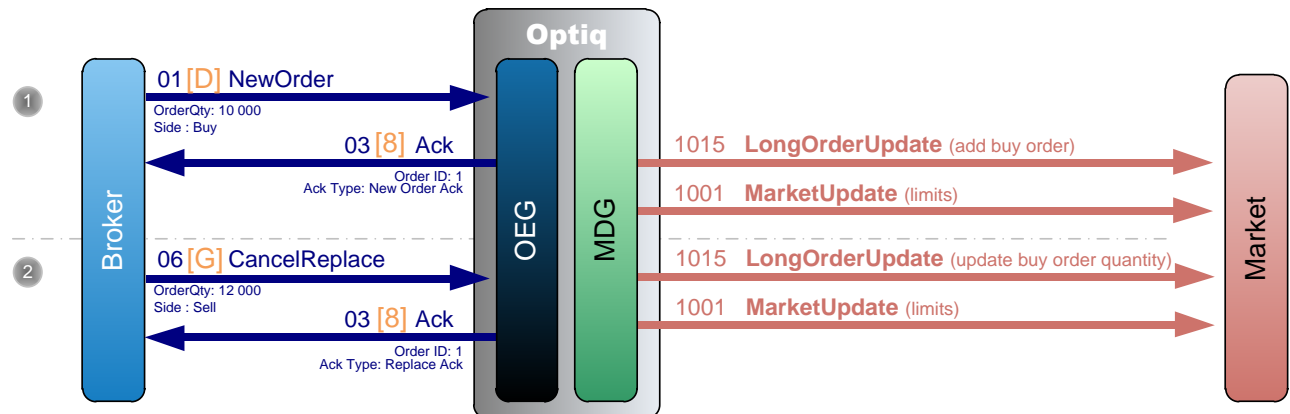 Optiq
1
01 [D] NewOrder
OrderQty: 10 000
Side : Buy
03 [8] Ack
Order ID: 1
Ack Type: New Order Ack
1015 LongOrderUpdate (add buy order)
1001 MarketUpdate (limits)
Broker
OEG
MDG
Market
2
06 [G] CancelReplace
OrderQty: 12 000
Side : Sell
03 [8] Ack
Order ID: 1
Ack Type: Replace Ack
1015 LongOrderUpdate (update buy order quantity)
1001 MarketUpdate (limits)